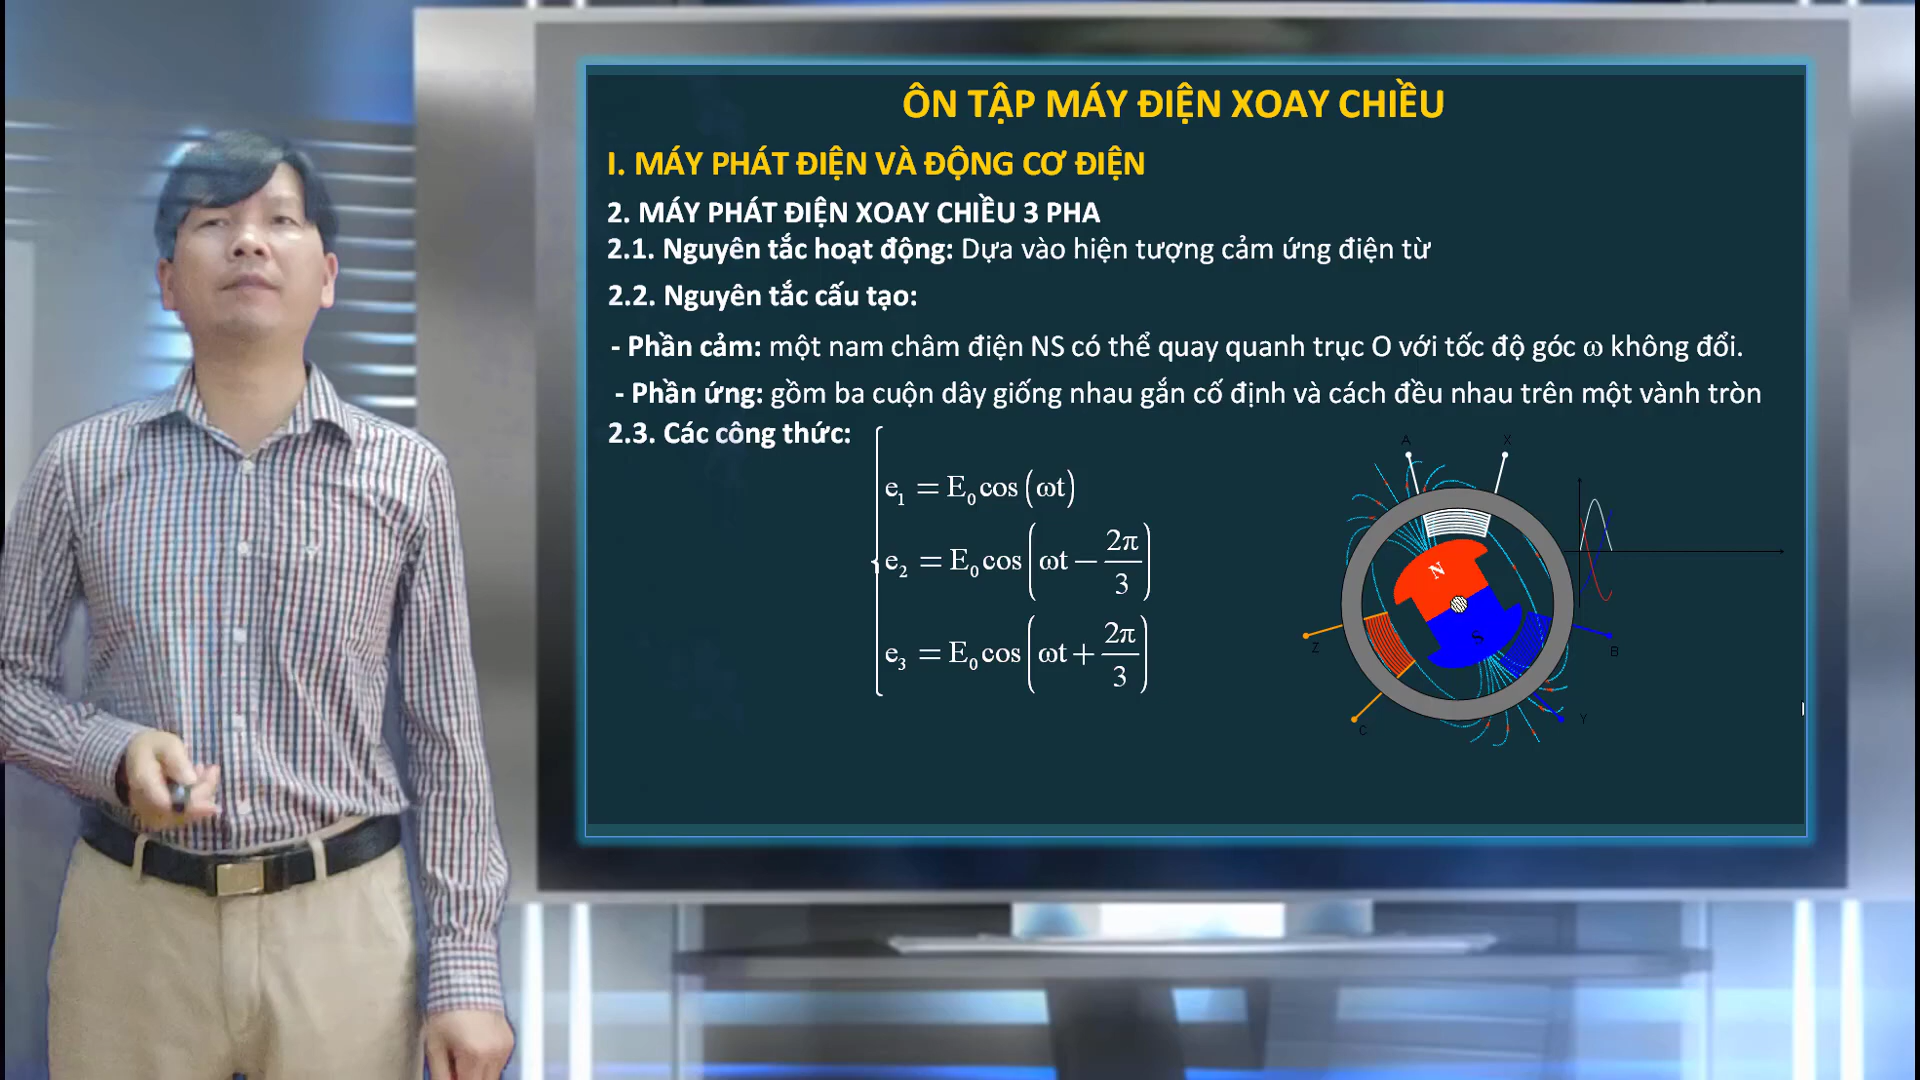 ÔN TẬP MÁY ĐIỆN XOAY CHIỀU
I. MÁY PHÁT ĐIỆN VÀ ĐỘNG CƠ ĐIỆN
2. MÁY PHÁT ĐIỆN XOAY CHIỀU 3 PHA
2.1. Nguyên tắc hoạt động: Dựa vào hiện tượng cảm ứng điện từ
2.2. Nguyên tắc cấu tạo:
- Phần cảm: một nam châm điện NS có thể quay quanh trục O với tốc độ góc ω không đổi.
- Phần ứng: gồm ba cuộn dây giống nhau gắn cố định và cách đều nhau trên một vành tròn
2.3. Các công thức:
e₁ = E₀cos(ωt)
e₂ = E₀cos(ωt − 2π/3)
e₃ = E₀cos(ωt + 2π/3)
A X
N
S
Z B
C Y